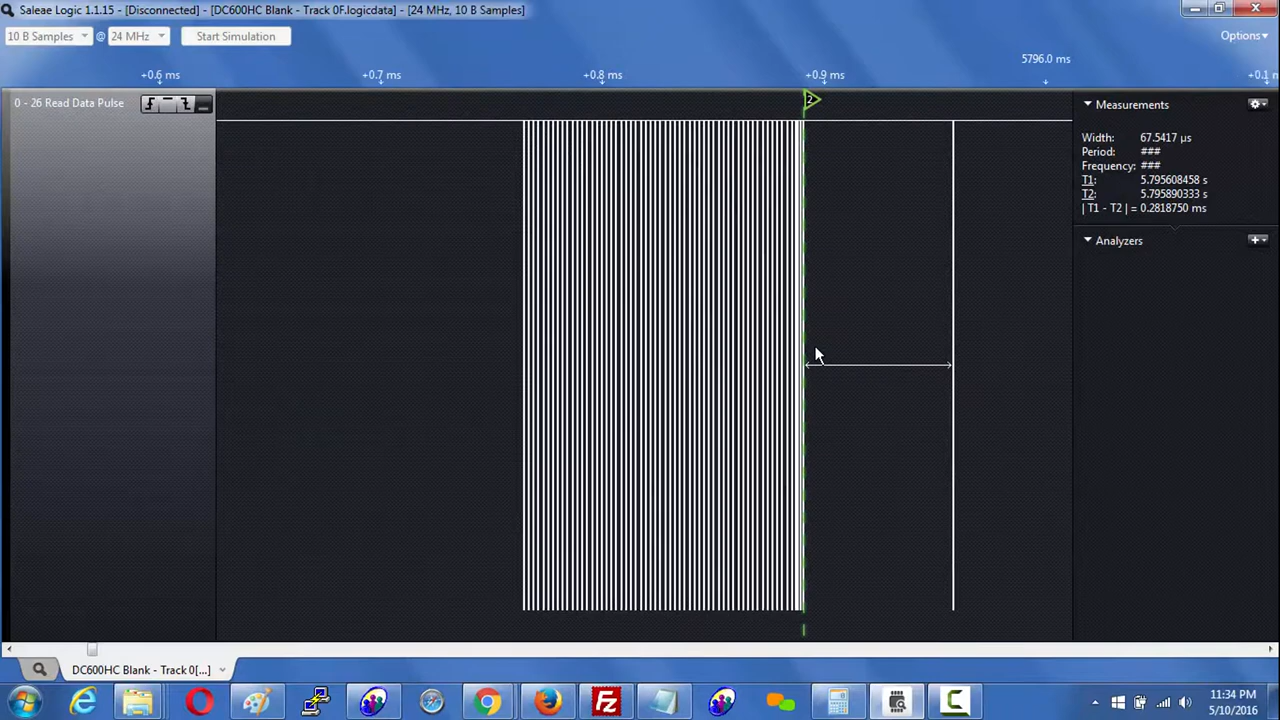 Saleae Logic 1.1.15 - [Disconnected] - [DC600HC Blank - Track 0F.logicdata] - [24 MHz, 10 B Samples]
10 B Samples @ 24 MHz Start Simulation Options
5796.0 ms
+0.6 ms +0.7 ms +0.8 ms +0.9 ms +0.1 m
0 - 26 Read Data Pulse
2
Measurements
Width: 67.5417 µs
Period: ###
Frequency: ###
T1: 5.795608458 s
T2: 5.795890333 s
| T1 - T2 | = 0.2818750 ms
Analyzers
DC600HC Blank - Track 0[...]
11:34 PM
5/10/2016